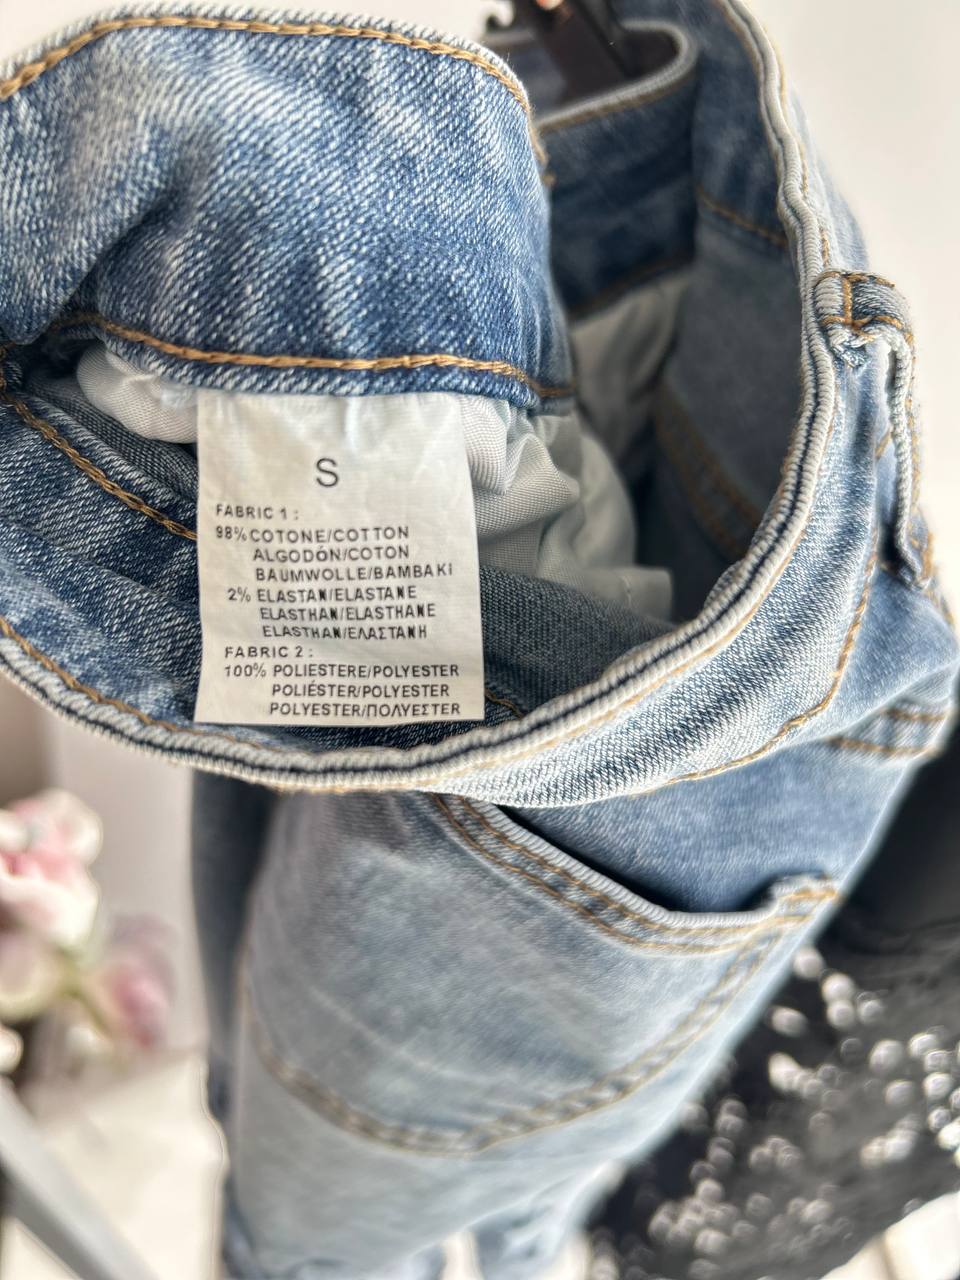 S
FABRIC 1 :
98% COTONE/COTTON
ALGODÓN/COTON
BAUMWOLLE/BAMBAKI
2% ELASTAN/ELASTANE
ELASTHAN/ELASTHANE
ELASTHAN/ΕΛΑΣΤΑΝΗ
FABRIC 2 :
100% POLIESTERE/POLYESTER
POLIÉSTER/POLYESTER
POLYESTER/ΠΟΛΥΕΣΤΕΡ